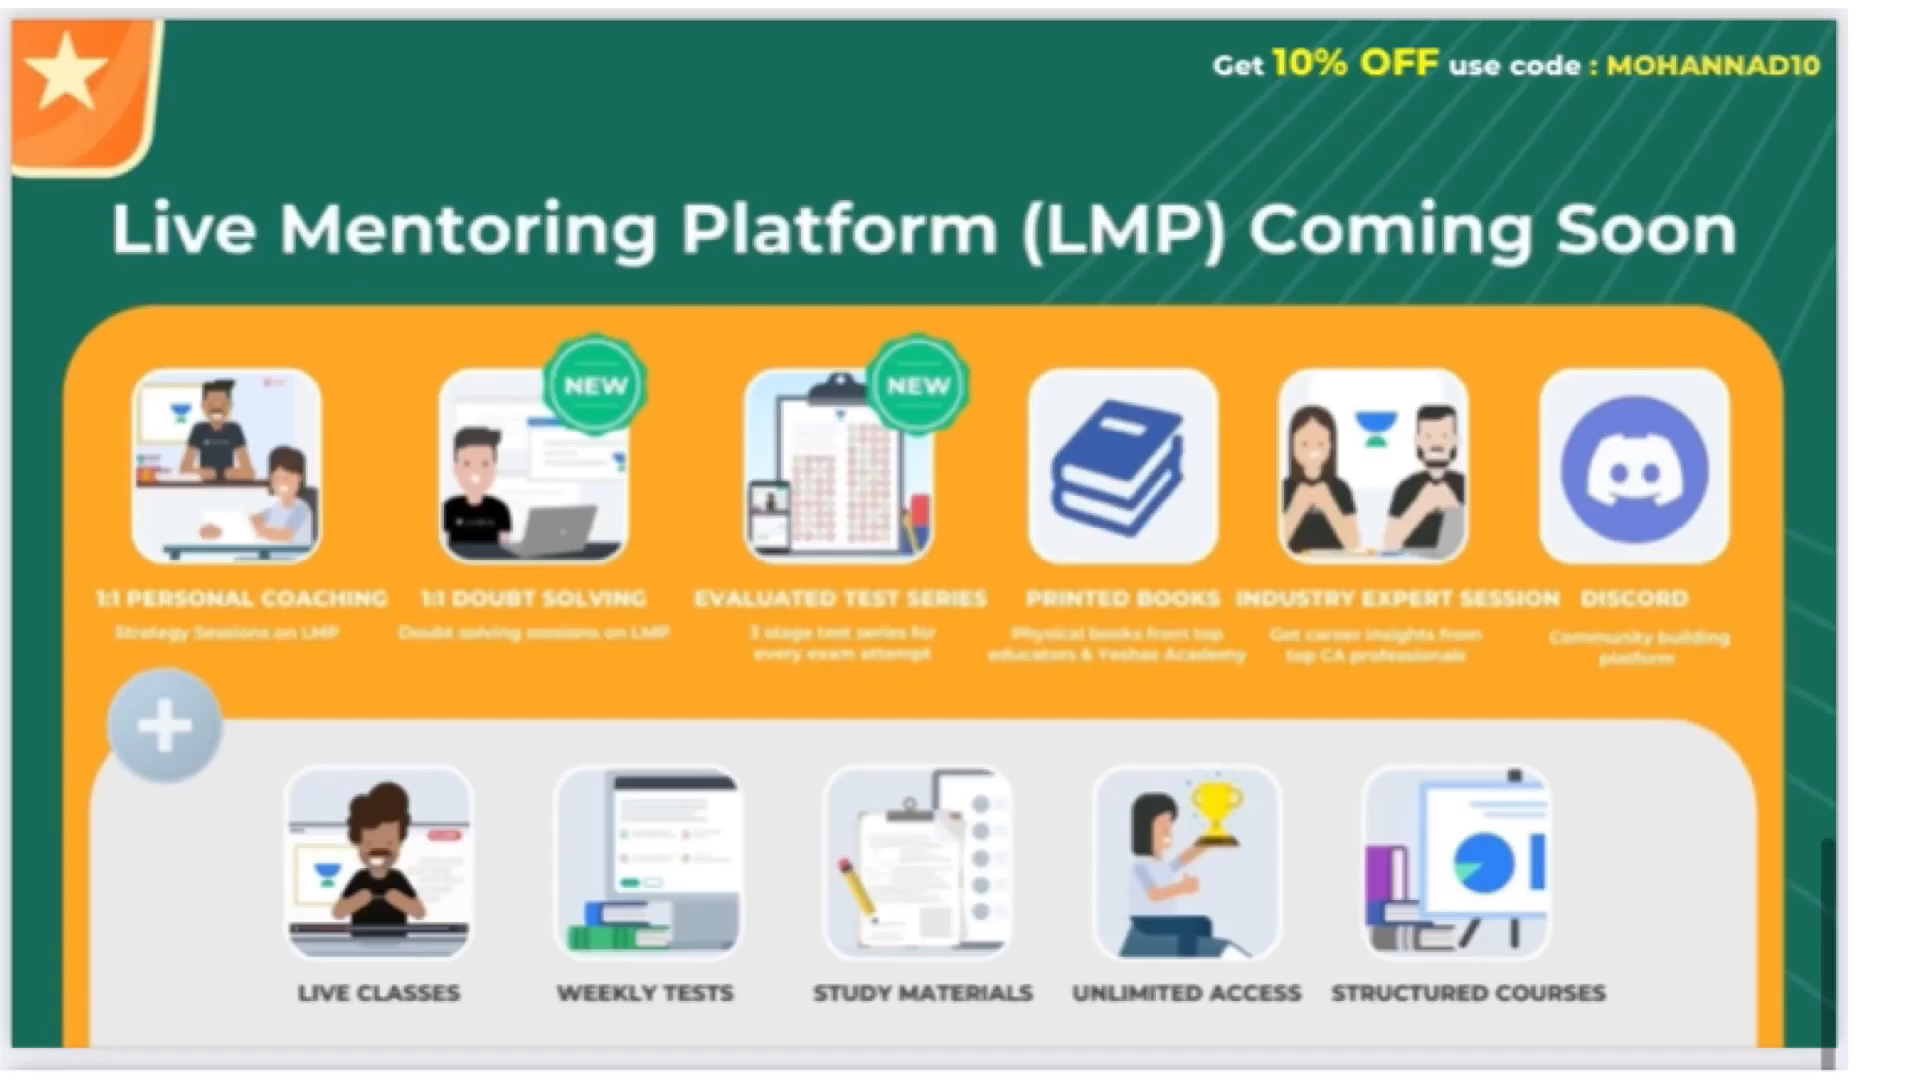 Get 10% OFF use code : MOHANNAD10
Live Mentoring Platform (LMP) Coming Soon
NEW
NEW
1:1 PERSONAL COACHING
Strategy Sessions on LMP
1:1 DOUBT SOLVING
Doubt solving sessions on LMP
EVALUATED TEST SERIES
3 stage test series for
every exam attempt
PRINTED BOOKS
Physical books from top
educators & Yeshas Academy
INDUSTRY EXPERT SESSION
Get career insights from
top CA professionals
DISCORD
Community building
platform
LIVE CLASSES
WEEKLY TESTS
STUDY MATERIALS
UNLIMITED ACCESS
STRUCTURED COURSES